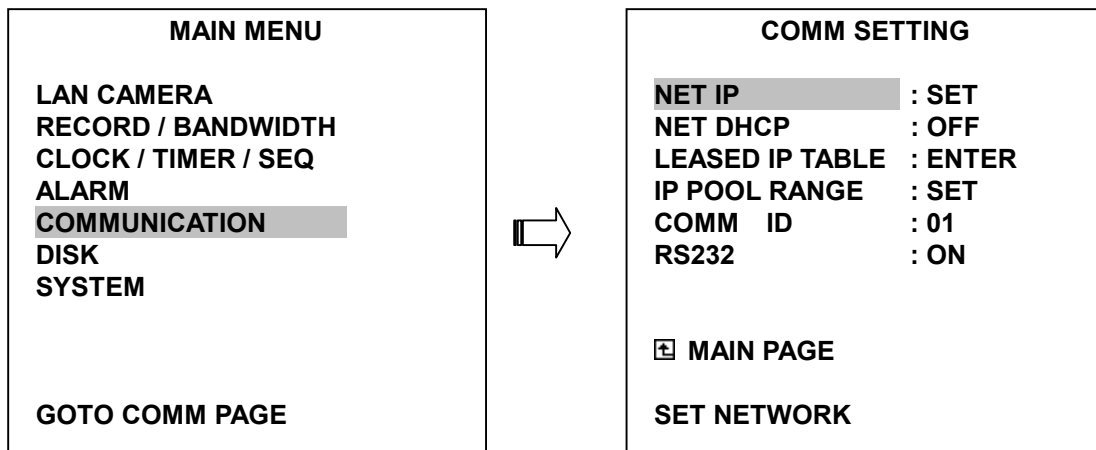 MAIN MENU
LAN CAMERA
RECORD / BANDWIDTH
CLOCK / TIMER / SEQ
ALARM
COMMUNICATION
DISK
SYSTEM
GOTO COMM PAGE
COMM SETTING
NET IP : SET
NET DHCP : OFF
LEASED IP TABLE : ENTER
IP POOL RANGE : SET
COMM ID : 01
RS232 : ON
MAIN PAGE
SET NETWORK